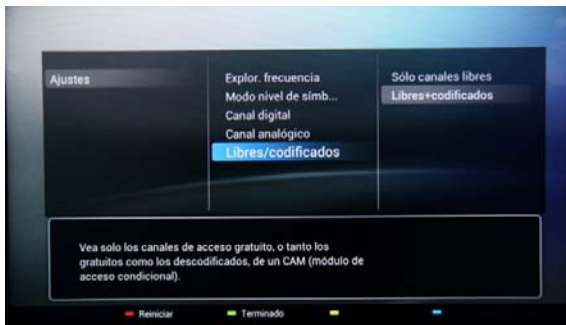 Ajustes
Explor. frecuencia
Modo nivel de símb...
Canal digital
Canal analógico
Libres/codificados
Sólo canales libres
Libres+codificados
Vea solo los canales de acceso gratuito, o tanto los
gratuitos como los descodificados, de un CAM (módulo de
acceso condicional).
Reiniciar
Terminado